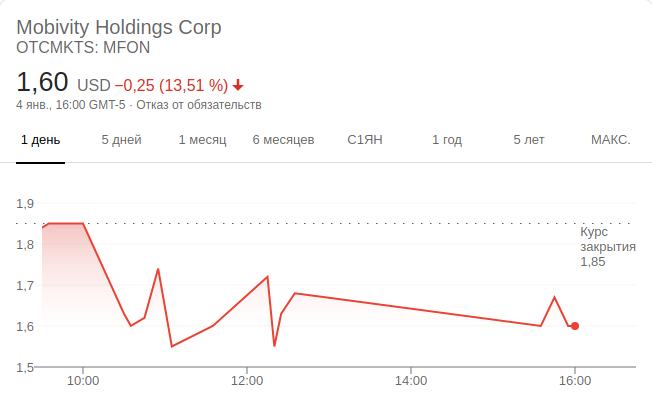 Mobivity Holdings Corp
OTCMKTS: MFON
1,60 USD −0,25 (13,51 %)
4 янв., 16:00 GMT-5 · Отказ от обязательств
1 день 5 дней 1 месяц 6 месяцев С1ЯН 1 год 5 лет МАКС.
1,9
Курс
1,8
закрытия
1,85
1,7
1,6
1,5
10:00 12:00 14:00 16:00